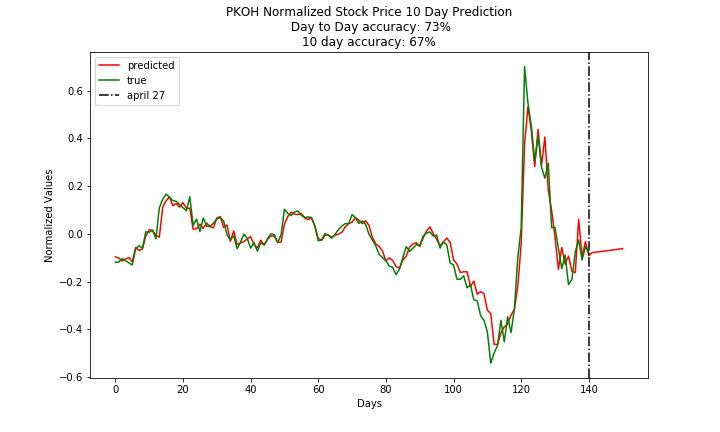 PKOH Normalized Stock Price 10 Day Prediction
Day to Day accuracy: 73%
10 day accuracy: 67%
predicted
true
april 27
Normalized Values
0.6
0.4
0.2
0.0
−0.2
−0.4
−0.6
0 20 40 60 80 100 120 140
Days